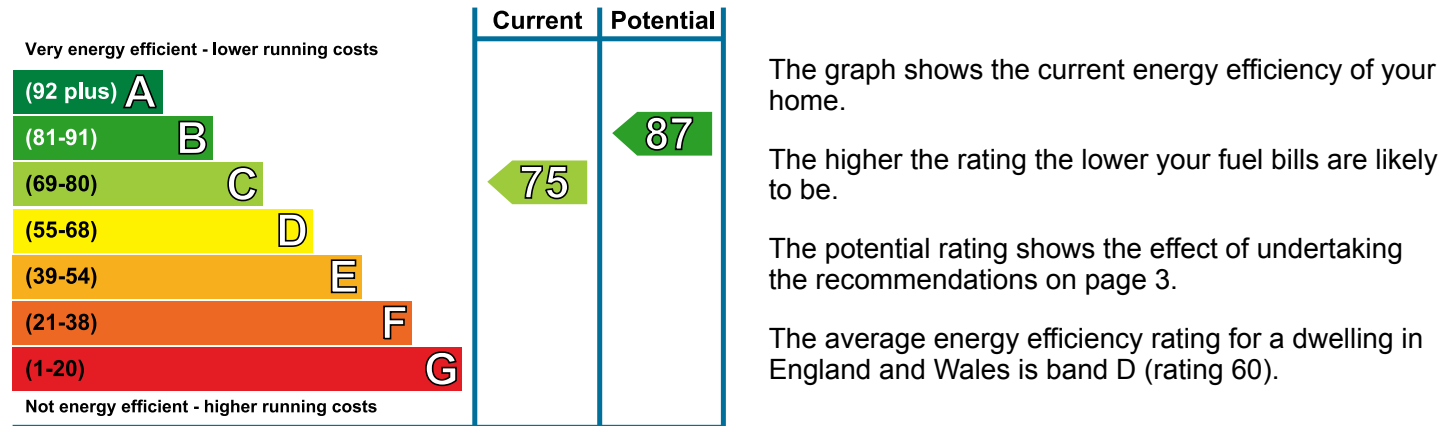 Current Potential
Very energy efficient - lower running costs
(92 plus) A
(81-91) B
87
(69-80) C
75
(55-68) D
(39-54) E
(21-38) F
(1-20) G
Not energy efficient - higher running costs
The graph shows the current energy efficiency of your
home.
The higher the rating the lower your fuel bills are likely
to be.
The potential rating shows the effect of undertaking
the recommendations on page 3.
The average energy efficiency rating for a dwelling in
England and Wales is band D (rating 60).